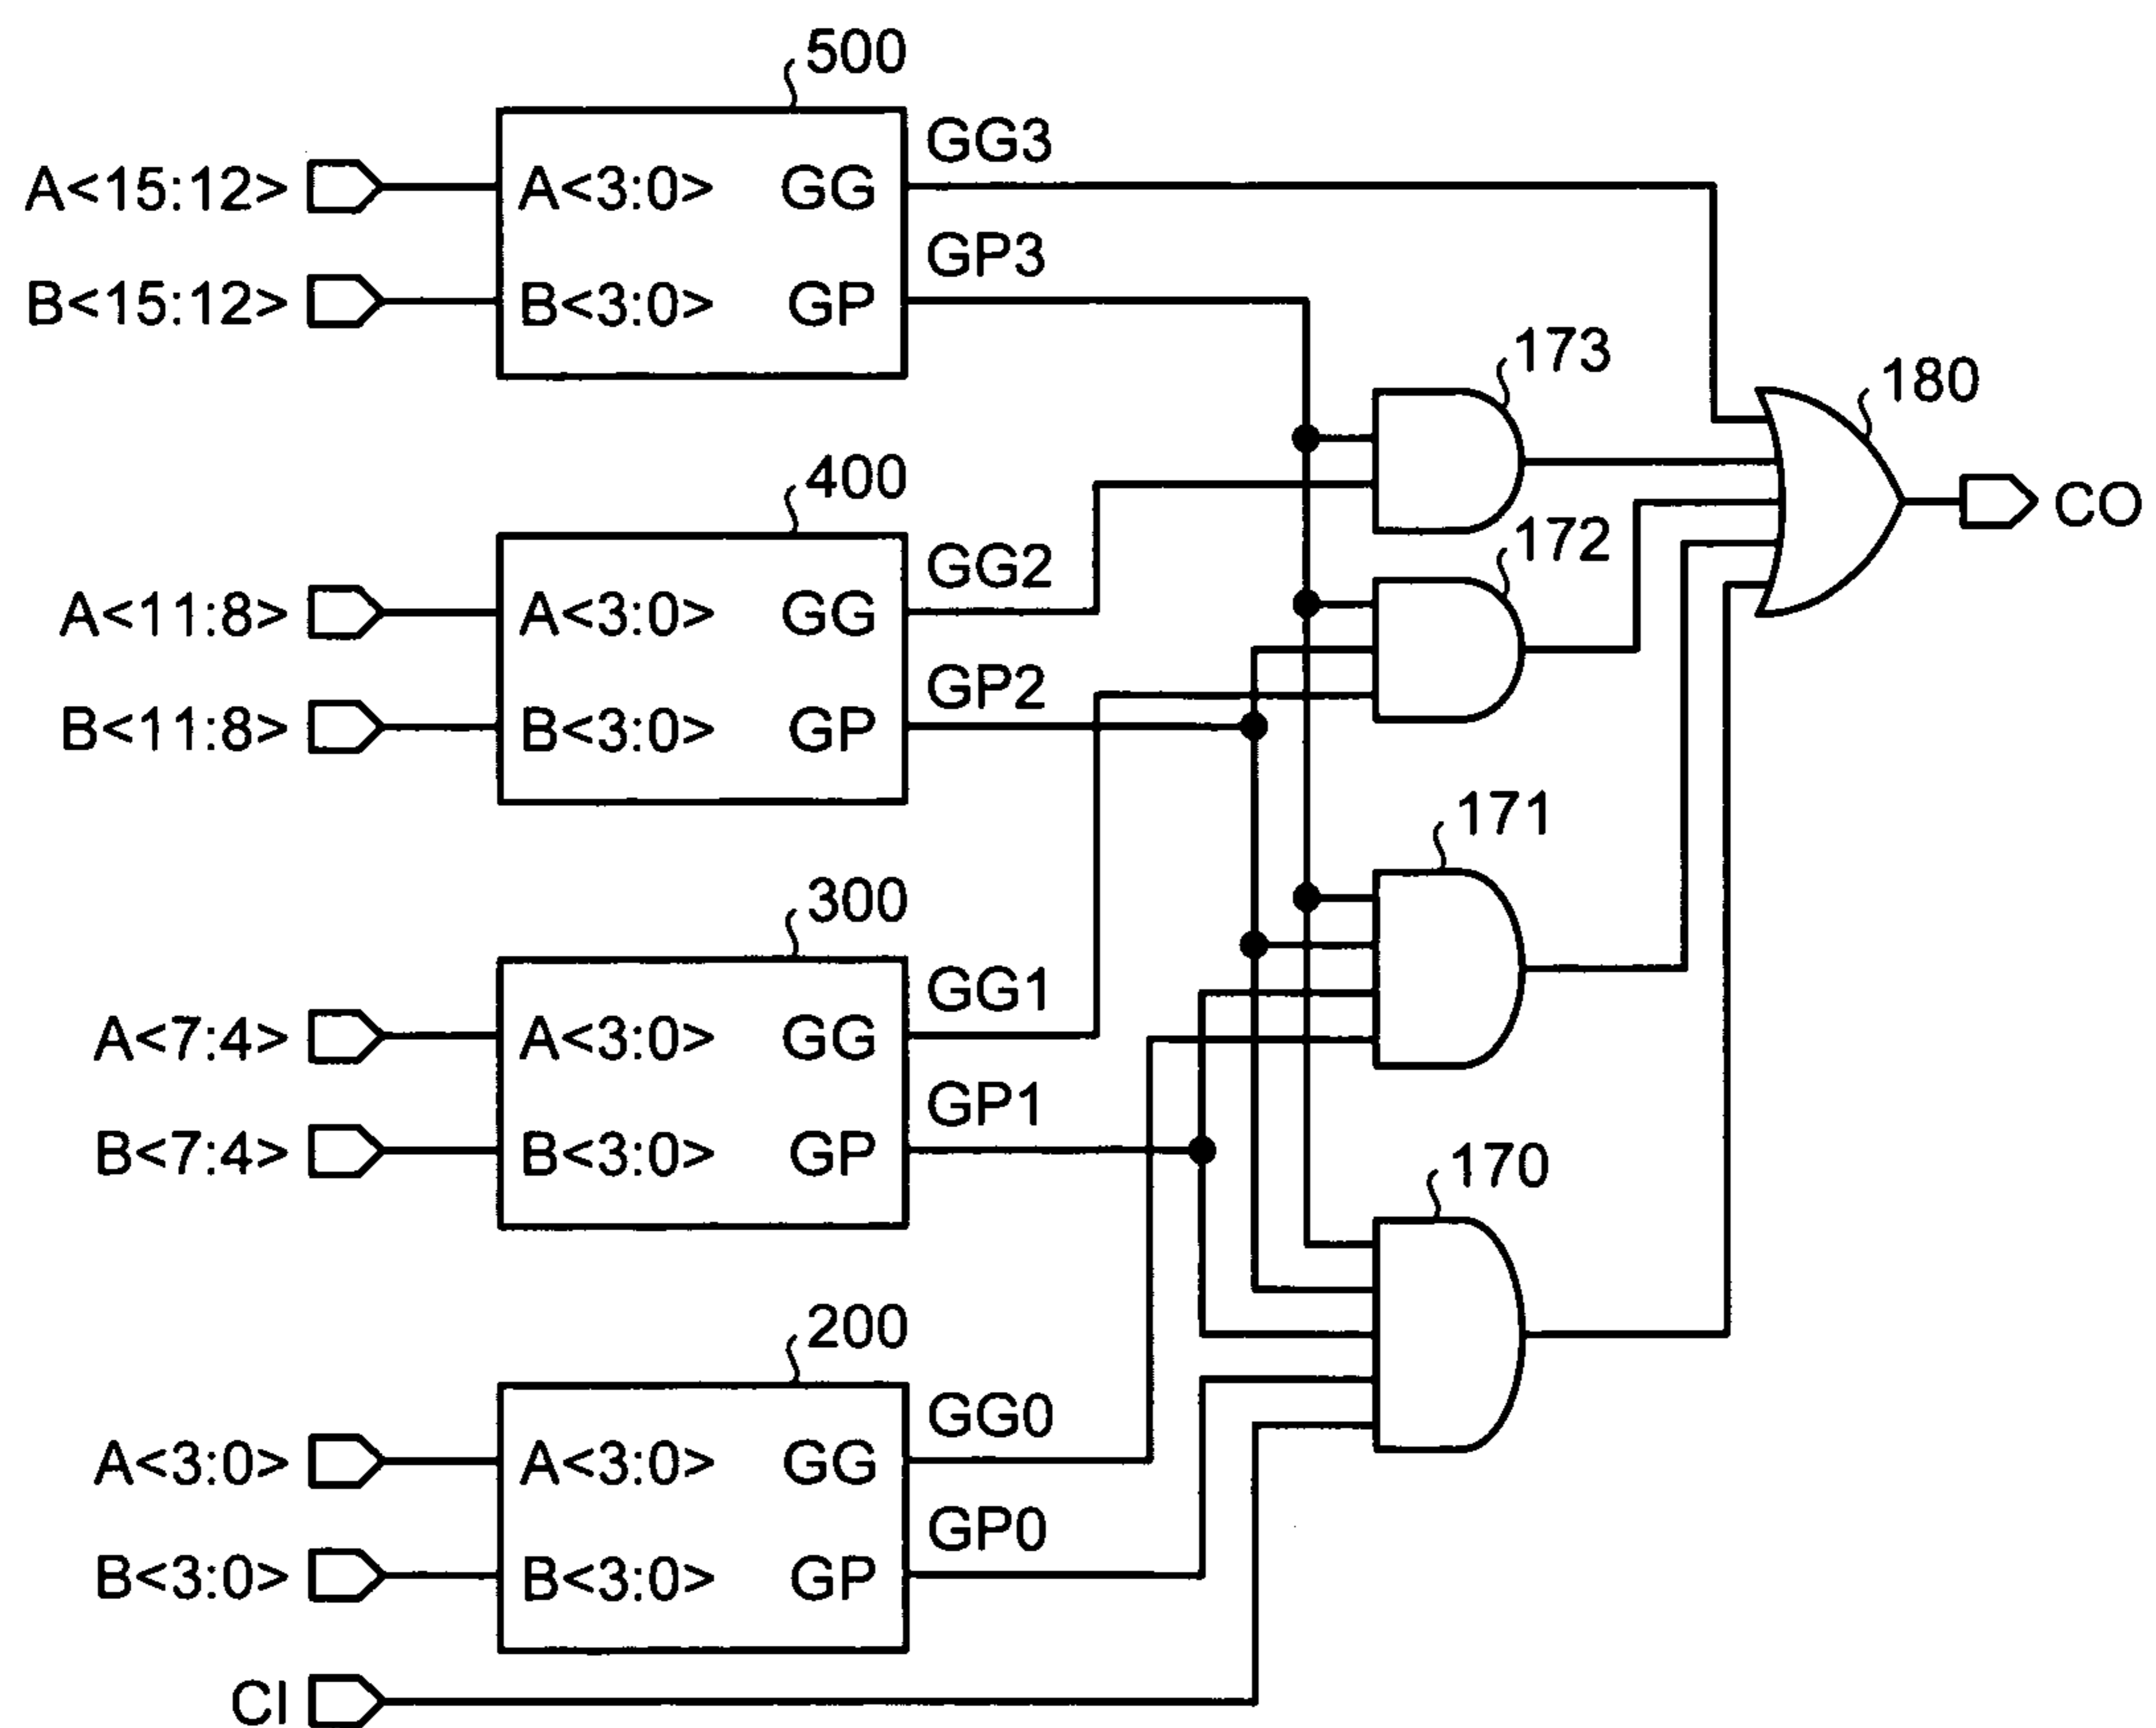 500
GG3
A<15:12> A<3:0> GG
GP3
B<15:12> B<3:0> GP
173
180
400
CO
172
GG2
A<11:8> A<3:0> GG
GP2
B<11:8> B<3:0> GP
171
300
GG1
A<7:4> A<3:0> GG
GP1
B<7:4> B<3:0> GP
170
200
GG0
A<3:0> A<3:0> GG
GP0
B<3:0> B<3:0> GP
CI